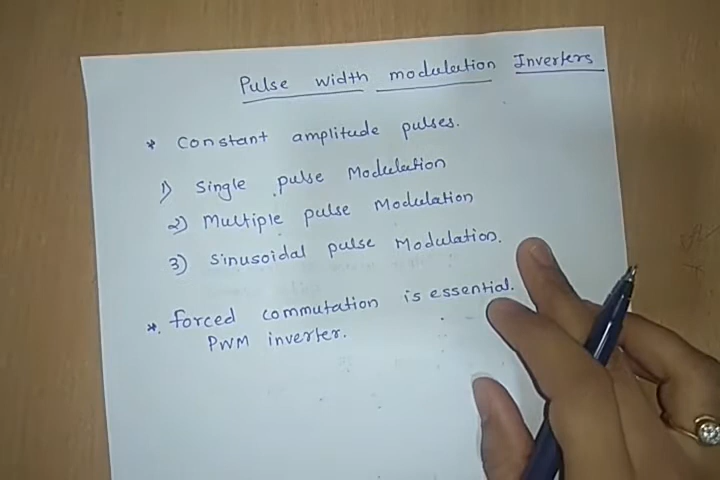 Pulse width modulation Inverters
* Constant amplitude pulses.
1) Single pulse Modulation
2) Multiple pulse Modulation
3) Sinusoidal pulse Modulation.
*. forced commutation is essential.
PWM inverter.